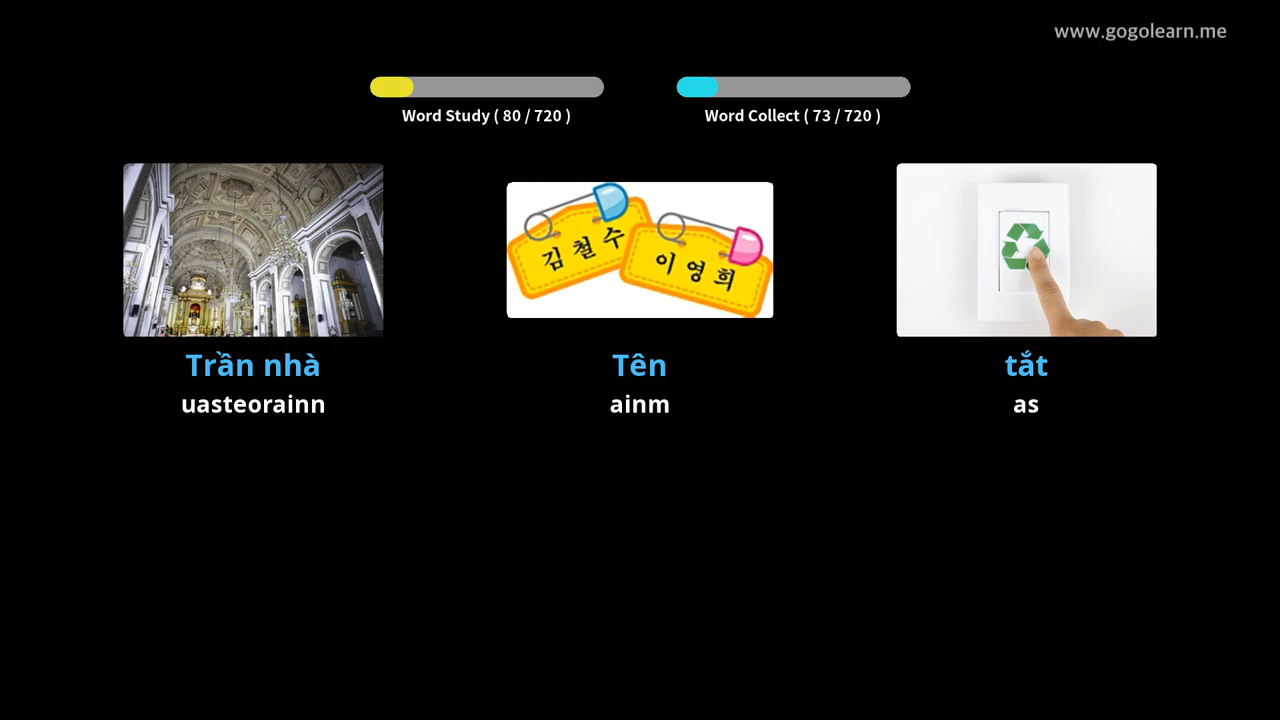 www.gogolearn.me
Word Study ( 80 / 720 )
Word Collect ( 73 / 720 )
김철수
이영희
Trần nhà
Tên
tắt
uasteorainn
ainm
as